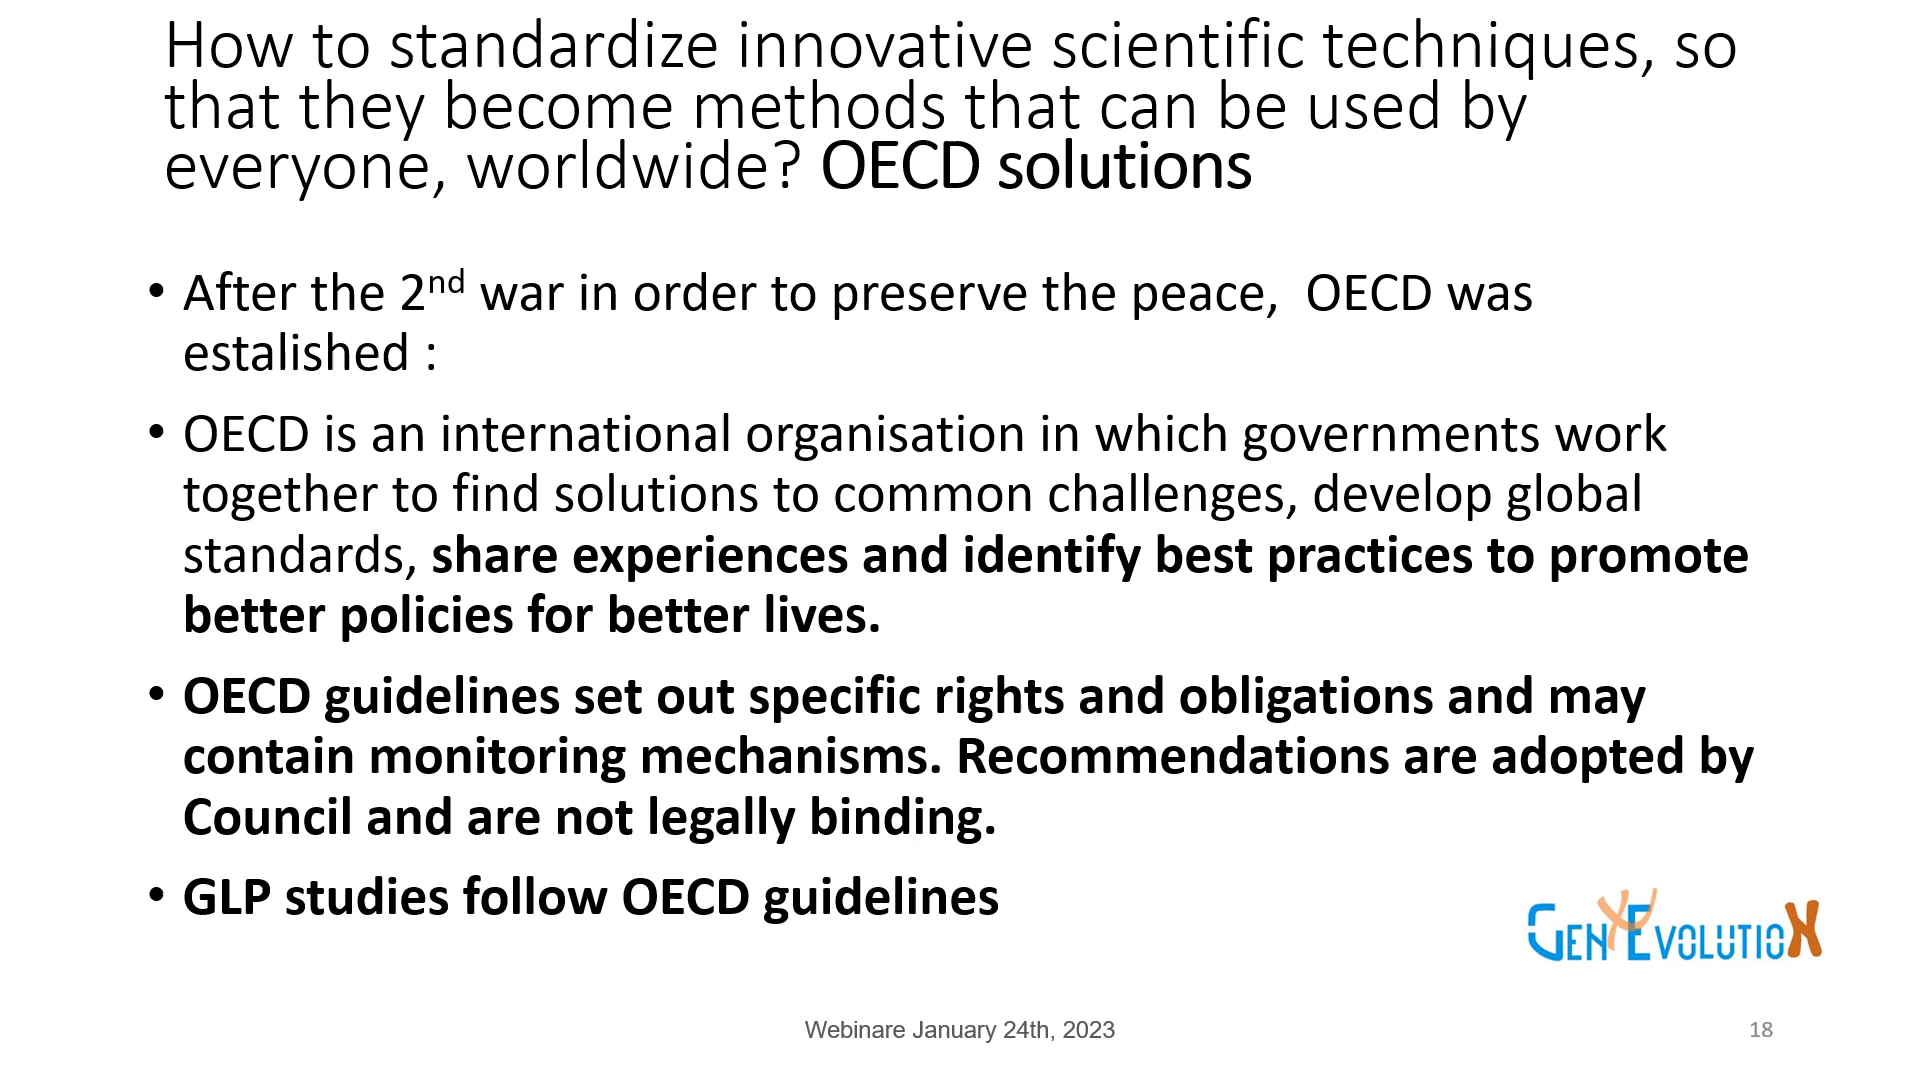 How to standardize innovative scientific techniques, so
that they become methods that can be used by
everyone, worldwide? OECD solutions
• After the 2nd war in order to preserve the peace,  OECD was
estalished :
• OECD is an international organisation in which governments work
together to find solutions to common challenges, develop global
standards, share experiences and identify best practices to promote
better policies for better lives.
• OECD guidelines set out specific rights and obligations and may
contain monitoring mechanisms. Recommendations are adopted by
Council and are not legally binding.
• GLP studies follow OECD guidelines
GenEvolutioN
Webinare January 24th, 2023
18